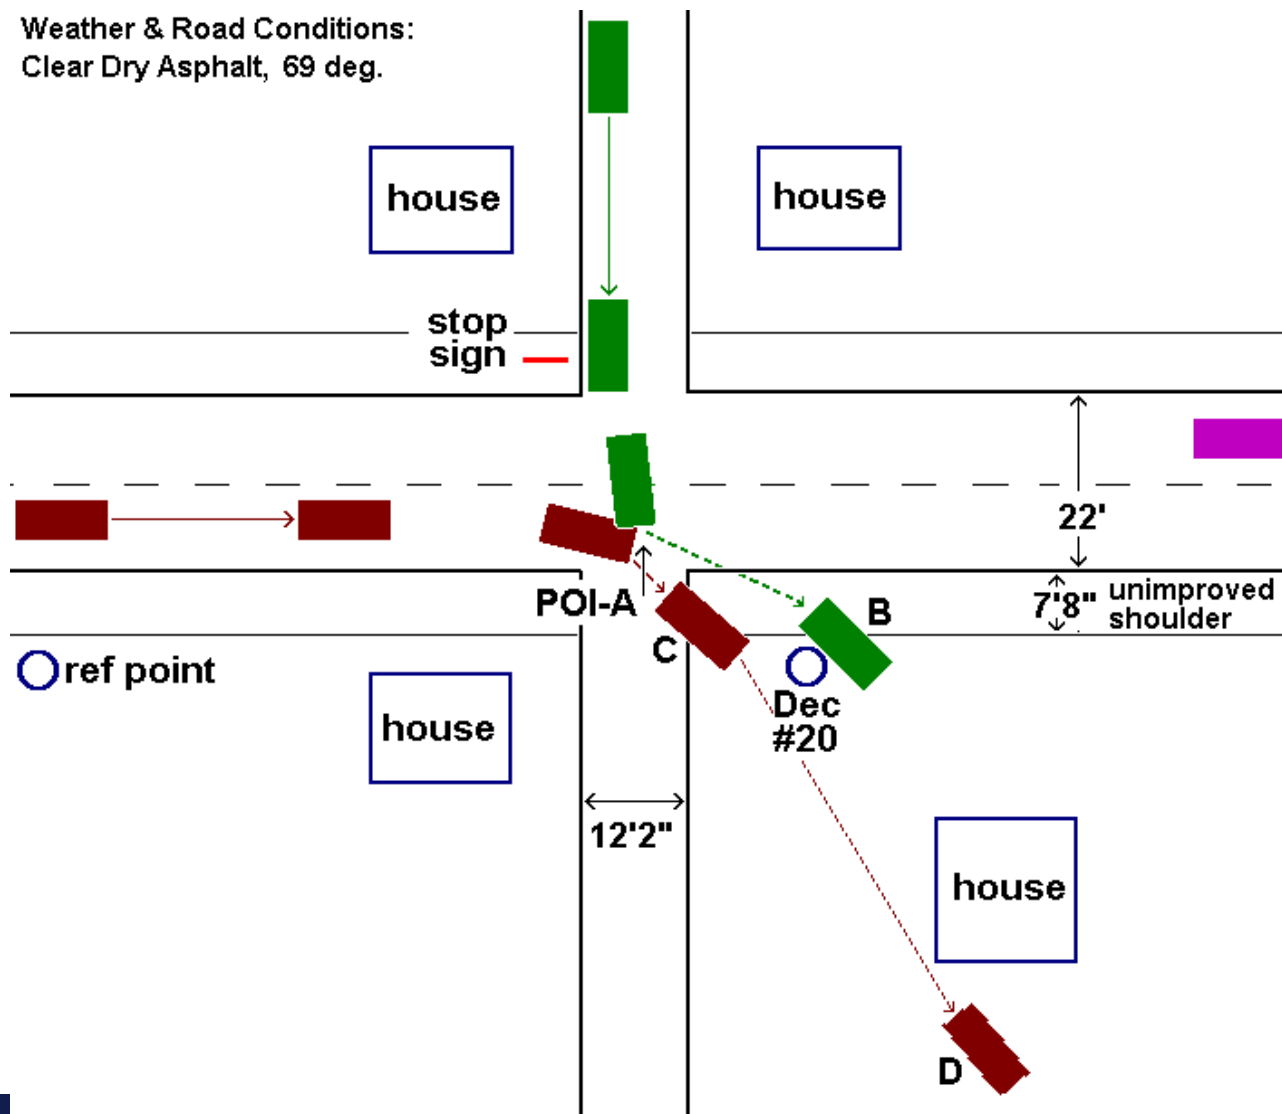 Weather & Road Conditions:
Clear Dry Asphalt, 69 deg.
house
house
stop
sign
22'
7'8"
unimproved
shoulder
POI-A
B
C
ref point
Dec
#20
house
12'2"
house
D